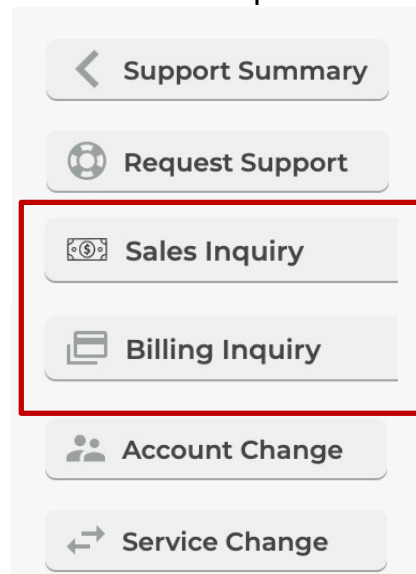 Support Summary
Request Support
Sales Inquiry
Billing Inquiry
Account Change
Service Change